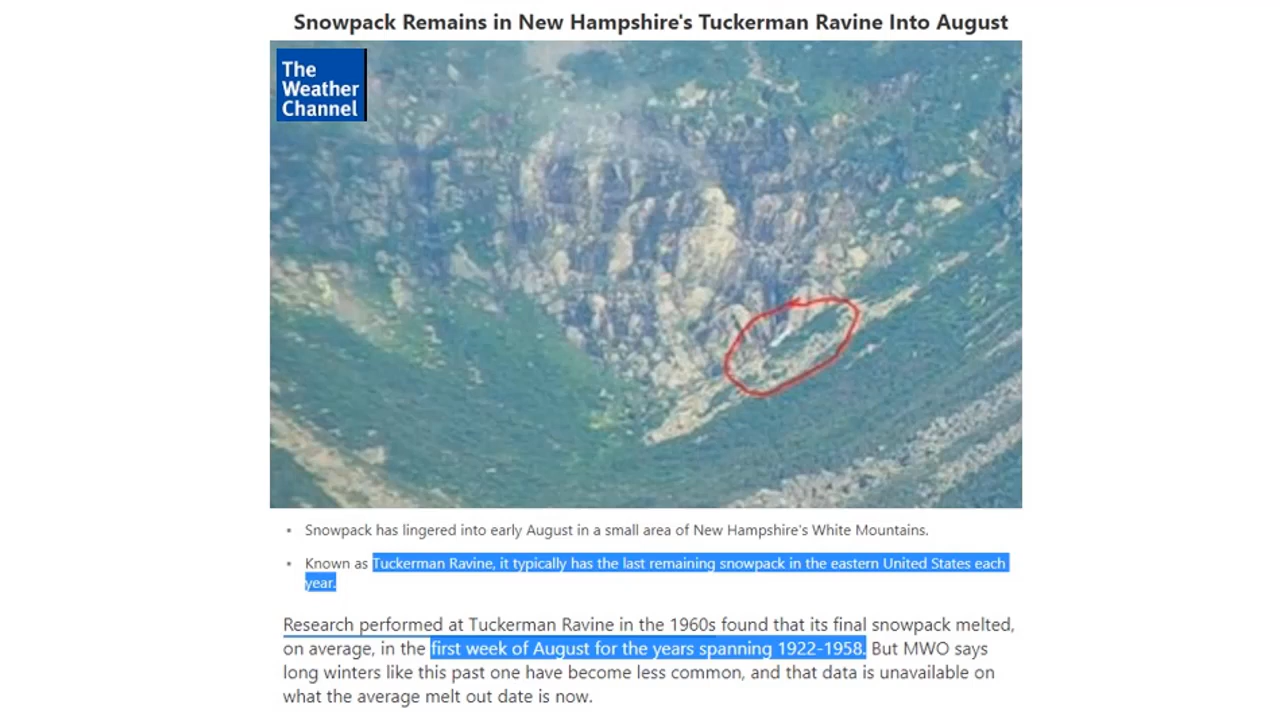 Snowpack Remains in New Hampshire's Tuckerman Ravine Into August
The
Weather
Channel
• Snowpack has lingered into early August in a small area of New Hampshire's White Mountains.
• Known as Tuckerman Ravine, it typically has the last remaining snowpack in the eastern United States each
year.
Research performed at Tuckerman Ravine in the 1960s found that its final snowpack melted,
on average, in the first week of August for the years spanning 1922-1958. But MWO says
long winters like this past one have become less common, and that data is unavailable on
what the average melt out date is now.